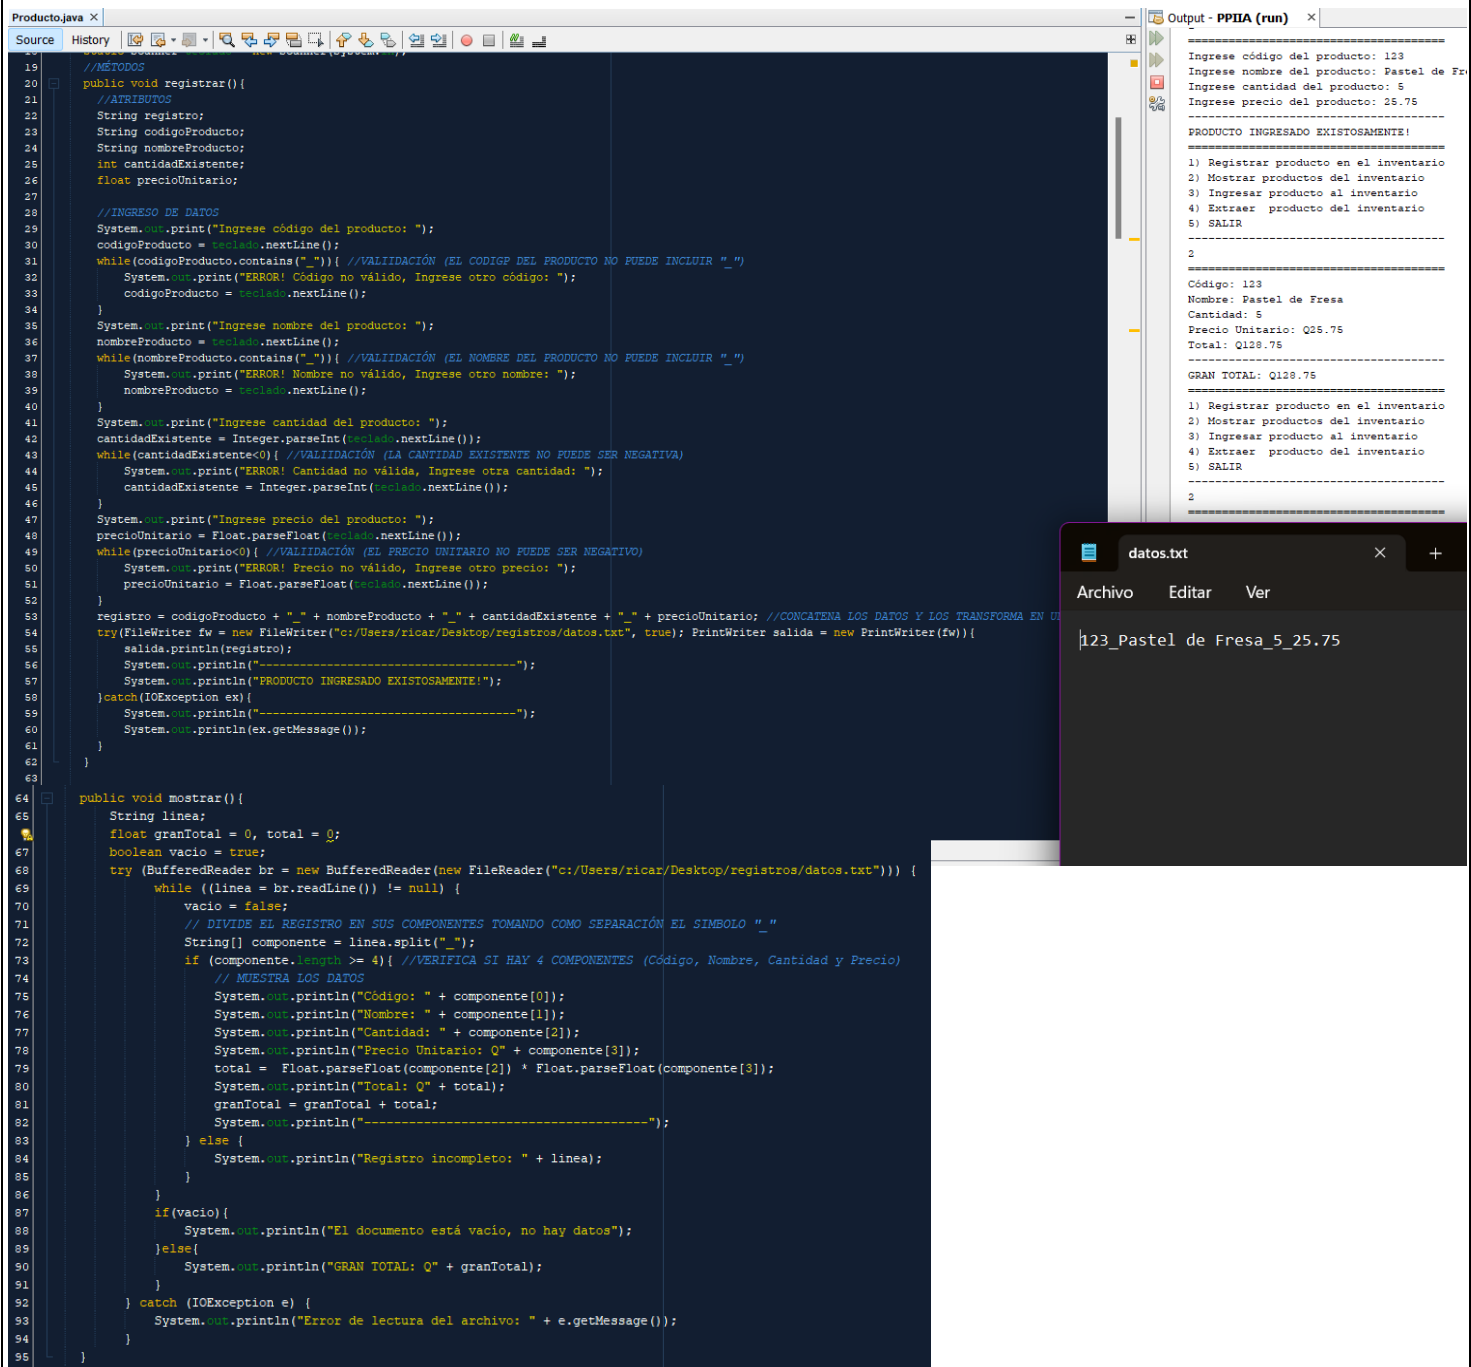 Producto.java ×
Source History
19 //MÉTODOS
20 public void registrar(){
21 //ATRIBUTOS
22 String registro;
23 String codigoProducto;
24 String nombreProducto;
25 int cantidadExistente;
26 float precioUnitario;
27
28 //INGRESO DE DATOS
29 System.out.print("Ingrese código del producto: ");
30 codigoProducto = teclado.nextLine();
31 while(codigoProducto.contains("_")){ //VALIIDACIÓN (EL CODIGP DEL PRODUCTO NO PUEDE INCLUIR "_")
32 System.out.print("ERROR! Código no válido, Ingrese otro código: ");
33 codigoProducto = teclado.nextLine();
34 }
35 System.out.print("Ingrese nombre del producto: ");
36 nombreProducto = teclado.nextLine();
37 while(nombreProducto.contains("_")){ //VALIIDACIÓN (EL NOMBRE DEL PRODUCTO NO PUEDE INCLUIR "_")
38 System.out.print("ERROR! Nombre no válido, Ingrese otro nombre: ");
39 nombreProducto = teclado.nextLine();
40 }
41 System.out.print("Ingrese cantidad del producto: ");
42 cantidadExistente = Integer.parseInt(teclado.nextLine());
43 while(cantidadExistente<0){ //VALIIDACIÓN (LA CANTIDAD EXISTENTE NO PUEDE SER NEGATIVA)
44 System.out.print("ERROR! Cantidad no válida, Ingrese otra cantidad: ");
45 cantidadExistente = Integer.parseInt(teclado.nextLine());
46 }
47 System.out.print("Ingrese precio del producto: ");
48 precioUnitario = Float.parseFloat(teclado.nextLine());
49 while(precioUnitario<0){ //VALIIDACIÓN (EL PRECIO UNITARIO NO PUEDE SER NEGATIVO)
50 System.out.print("ERROR! Precio no válido, Ingrese otro precio: ");
51 precioUnitario = Float.parseFloat(teclado.nextLine());
52 }
53 registro = codigoProducto + "_" + nombreProducto + "_" + cantidadExistente + "_" + precioUnitario; //CONCATENA LOS DATOS Y LOS TRANSFORMA EN U
54 try(FileWriter fw = new FileWriter("c:/Users/ricar/Desktop/registros/datos.txt", true); PrintWriter salida = new PrintWriter(fw)){
55 salida.println(registro);
56 System.out.println("--------------------------------------");
57 System.out.println("PRODUCTO INGRESADO EXISTOSAMENTE!");
58 }catch(IOException ex){
59 System.out.println("--------------------------------------");
60 System.out.println(ex.getMessage());
61 }
62 }
63
64 public void mostrar(){
65 String linea;
float granTotal = 0, total = 0;
67 boolean vacio = true;
68 try (BufferedReader br = new BufferedReader(new FileReader("c:/Users/ricar/Desktop/registros/datos.txt"))) {
69 while ((linea = br.readLine()) != null) {
70 vacio = false;
71 // DIVIDE EL REGISTRO EN SUS COMPONENTES TOMANDO COMO SEPARACIÓN EL SIMBOLO "_"
72 String[] componente = linea.split("_");
73 if (componente.length >= 4){ //VERIFICA SI HAY 4 COMPONENTES (Código, Nombre, Cantidad y Precio)
74 // MUESTRA LOS DATOS
75 System.out.println("Código: " + componente[0]);
76 System.out.println("Nombre: " + componente[1]);
77 System.out.println("Cantidad: " + componente[2]);
78 System.out.println("Precio Unitario: Q" + componente[3]);
79 total =  Float.parseFloat(componente[2]) * Float.parseFloat(componente[3]);
80 System.out.println("Total: Q" + total);
81 granTotal = granTotal + total;
82 System.out.println("--------------------------------------");
83 } else {
84 System.out.println("Registro incompleto: " + linea);
85 }
86 }
87 if(vacio){
88 System.out.println("El documento está vacío, no hay datos");
89 }else{
90 System.out.println("GRAN TOTAL: Q" + granTotal);
91 }
92 } catch (IOException e) {
93 System.out.println("Error de lectura del archivo: " + e.getMessage());
94 }
95 }
Output - PPIIA (run) ×
======================================
Ingrese código del producto: 123
Ingrese nombre del producto: Pastel de Fr
Ingrese cantidad del producto: 5
Ingrese precio del producto: 25.75
--------------------------------------
PRODUCTO INGRESADO EXISTOSAMENTE!
======================================
1) Registrar producto en el inventario
2) Mostrar productos del inventario
3) Ingresar producto al inventario
4) Extraer  producto del inventario
5) SALIR
--------------------------------------
2
======================================
Código: 123
Nombre: Pastel de Fresa
Cantidad: 5
Precio Unitario: Q25.75
Total: Q128.75
--------------------------------------
GRAN TOTAL: Q128.75
======================================
1) Registrar producto en el inventario
2) Mostrar productos del inventario
3) Ingresar producto al inventario
4) Extraer  producto del inventario
5) SALIR
--------------------------------------
2
======================================
datos.txt × +
Archivo Editar Ver
123_Pastel de Fresa_5_25.75